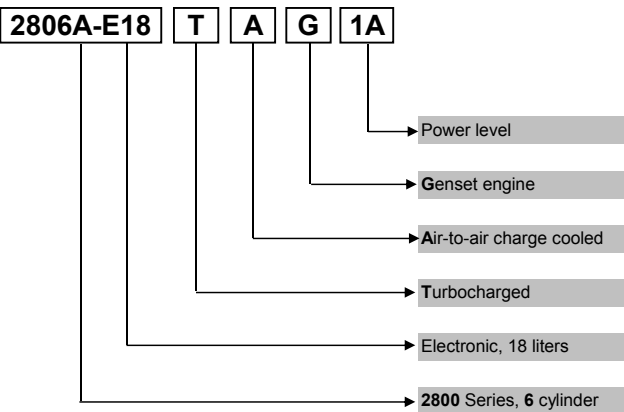 2806A-E18 T A G 1A
Power level
Genset engine
Air-to-air charge cooled
Turbocharged
Electronic, 18 liters
2800 Series, 6 cylinder